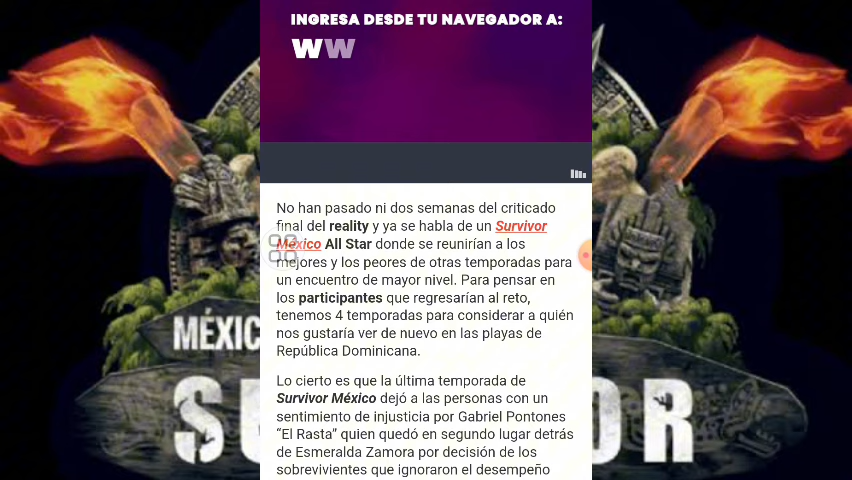 INGRESA DESDE TU NAVEGADOR A:
WW
No han pasado ni dos semanas del criticado
final del reality y ya se habla de un Survivor
México All Star donde se reunirían a los
mejores y los peores de otras temporadas para
un encuentro de mayor nivel. Para pensar en
los participantes que regresarían al reto,
tenemos 4 temporadas para considerar a quién
nos gustaría ver de nuevo en las playas de
República Dominicana.
Lo cierto es que la última temporada de
Survivor México dejó a las personas con un
sentimiento de injusticia por Gabriel Pontones
“El Rasta” quien quedó en segundo lugar detrás
de Esmeralda Zamora por decisión de los
sobrevivientes que ignoraron el desempeño
MÉXIC
S OR